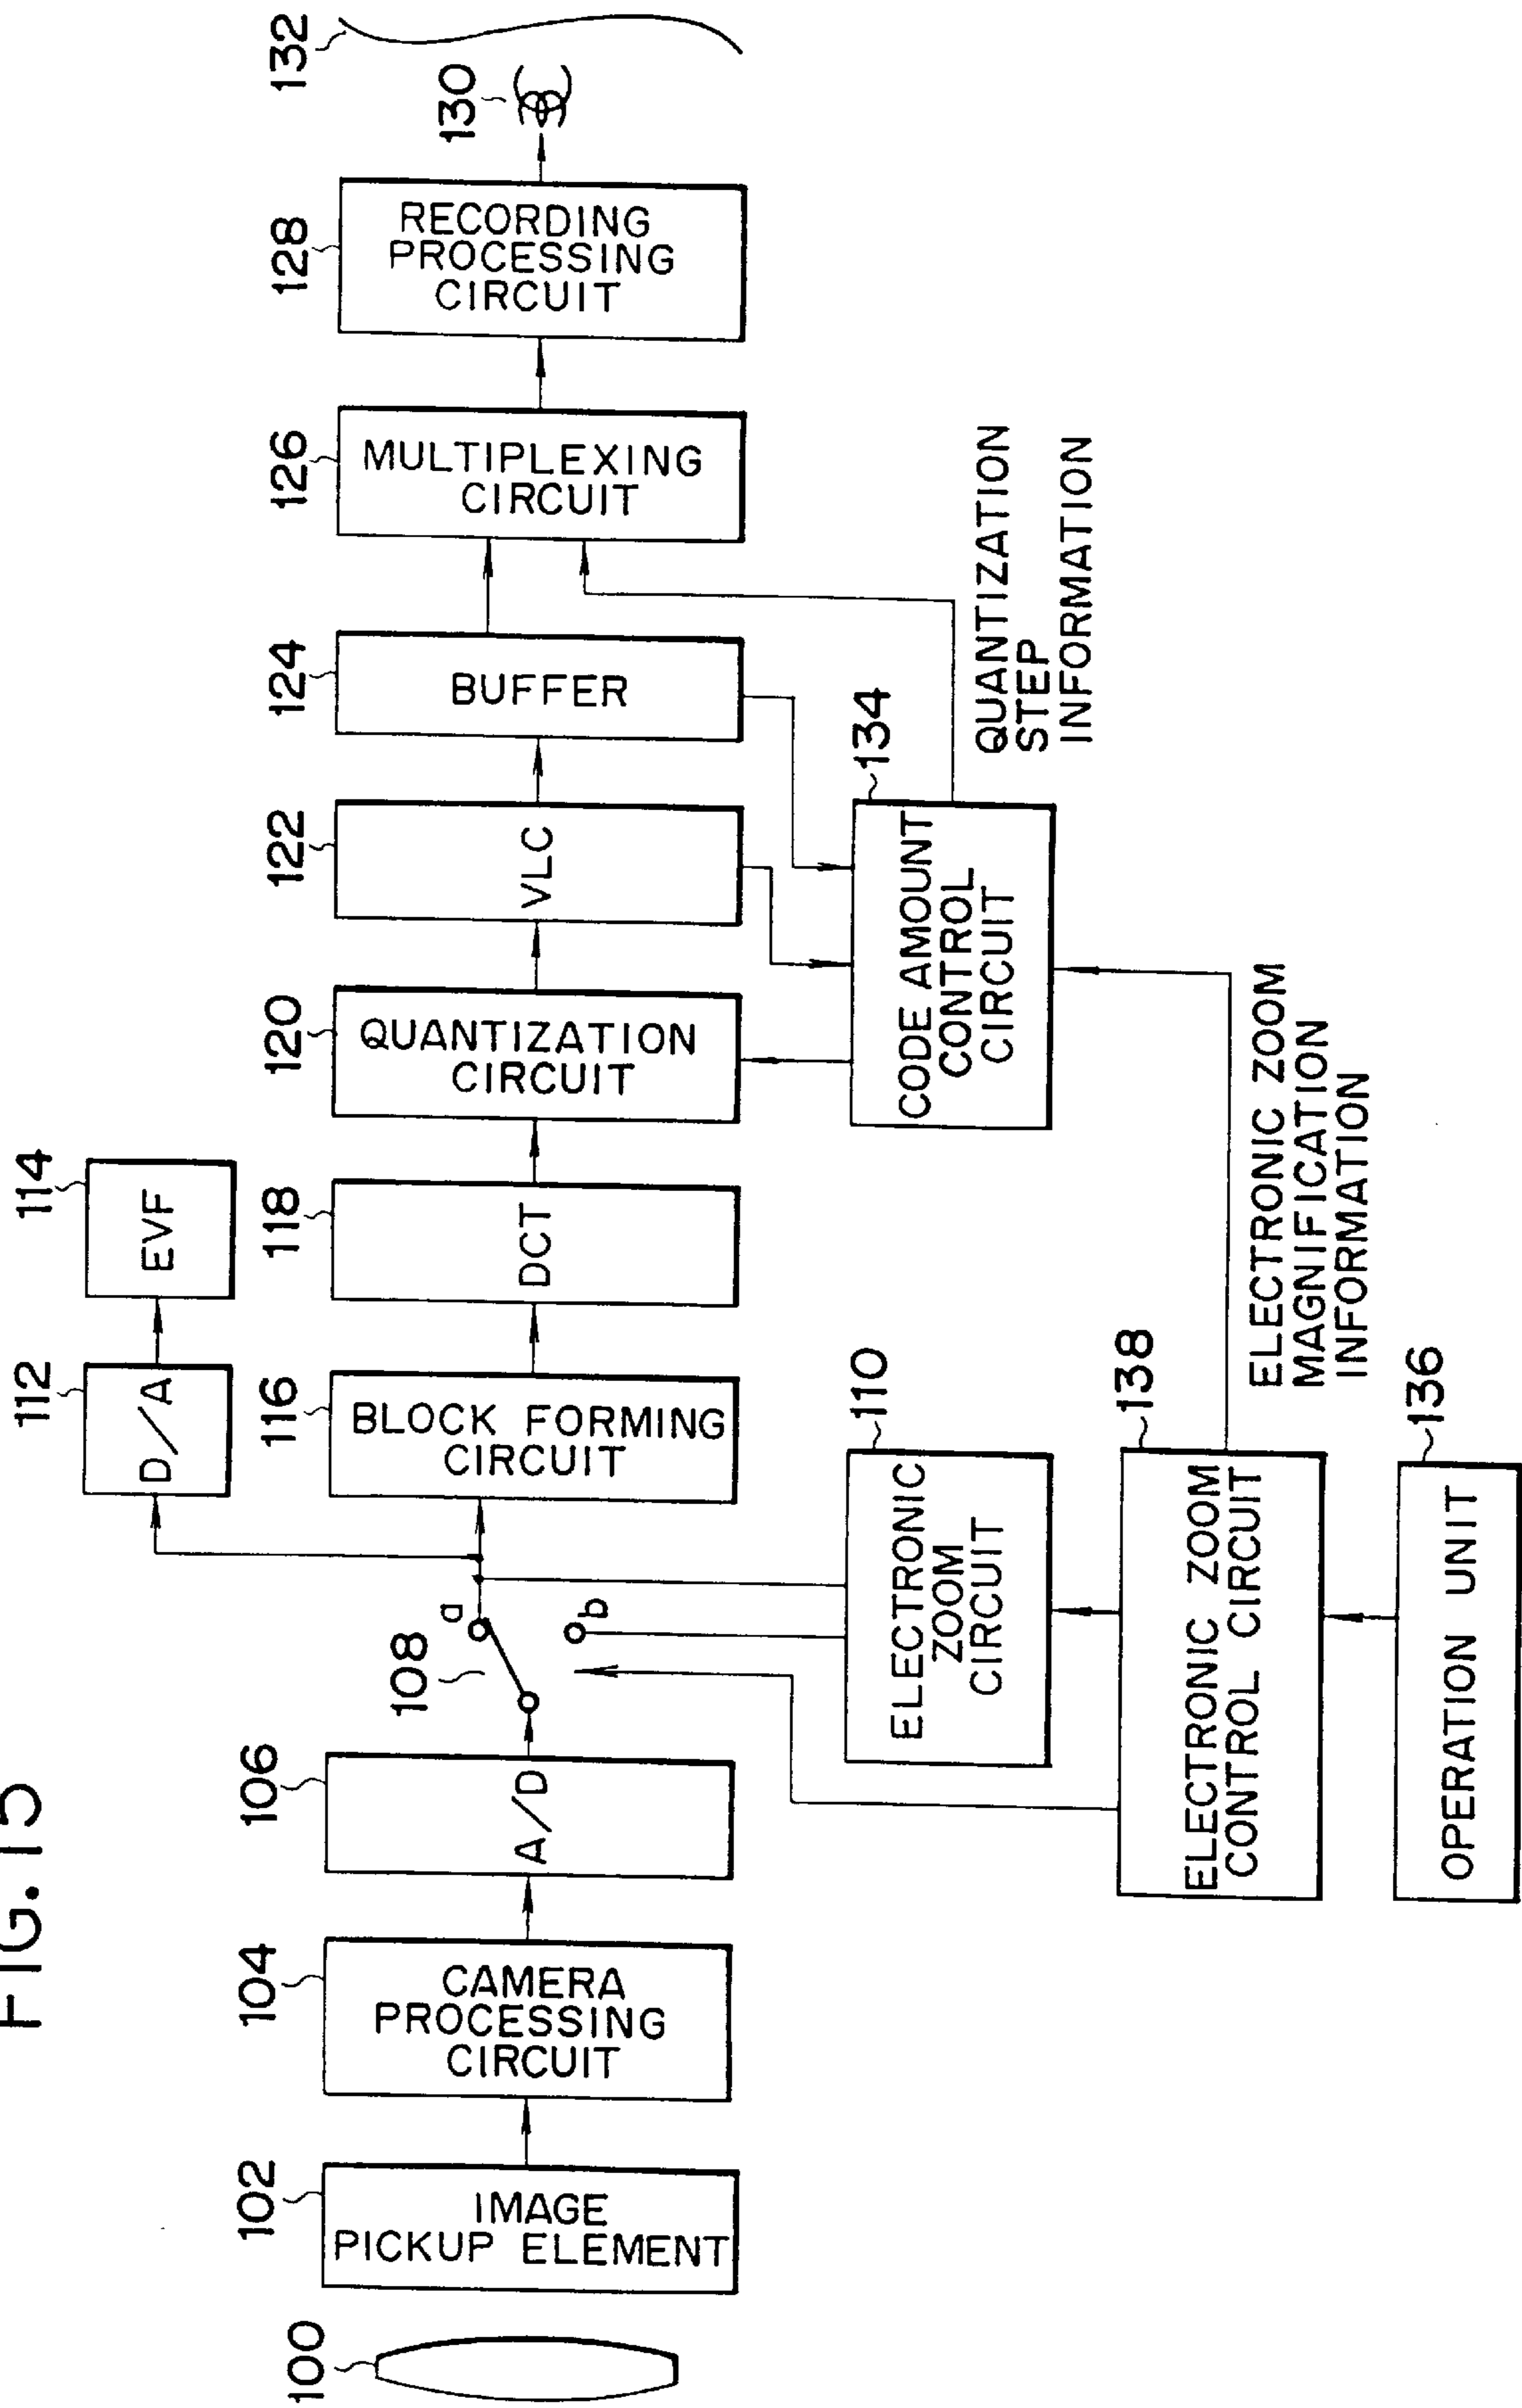 FIG. 15
100
102
IMAGE
PICKUP ELEMENT
104
CAMERA
PROCESSING
CIRCUIT
106
A/D
108
a
b
110
ELECTRONIC
ZOOM
CIRCUIT
112
D/A
114
EVF
116
BLOCK FORMING
CIRCUIT
118
DCT
120
QUANTIZATION
CIRCUIT
122
VLC
124
BUFFER
126
MULTIPLEXING
CIRCUIT
128
RECORDING
PROCESSING
CIRCUIT
130
132
134
CODE AMOUNT
CONTROL
CIRCUIT
QUANTIZATION
STEP
INFORMATION
138
ELECTRONIC ZOOM
CONTROL CIRCUIT
ELECTRONIC ZOOM
MAGNIFICATION
INFORMATION
136
OPERATION UNIT